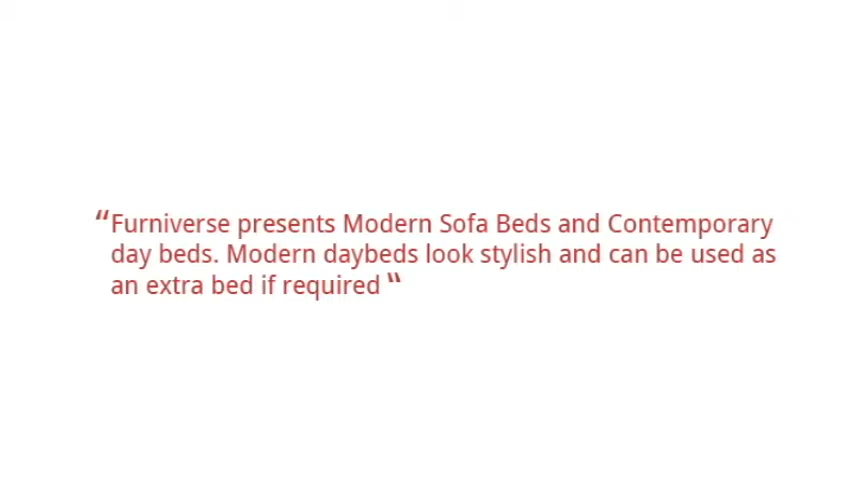 “Furniverse presents Modern Sofa Beds and Contemporary
day beds. Modern daybeds look stylish and can be used as
an extra bed if required “